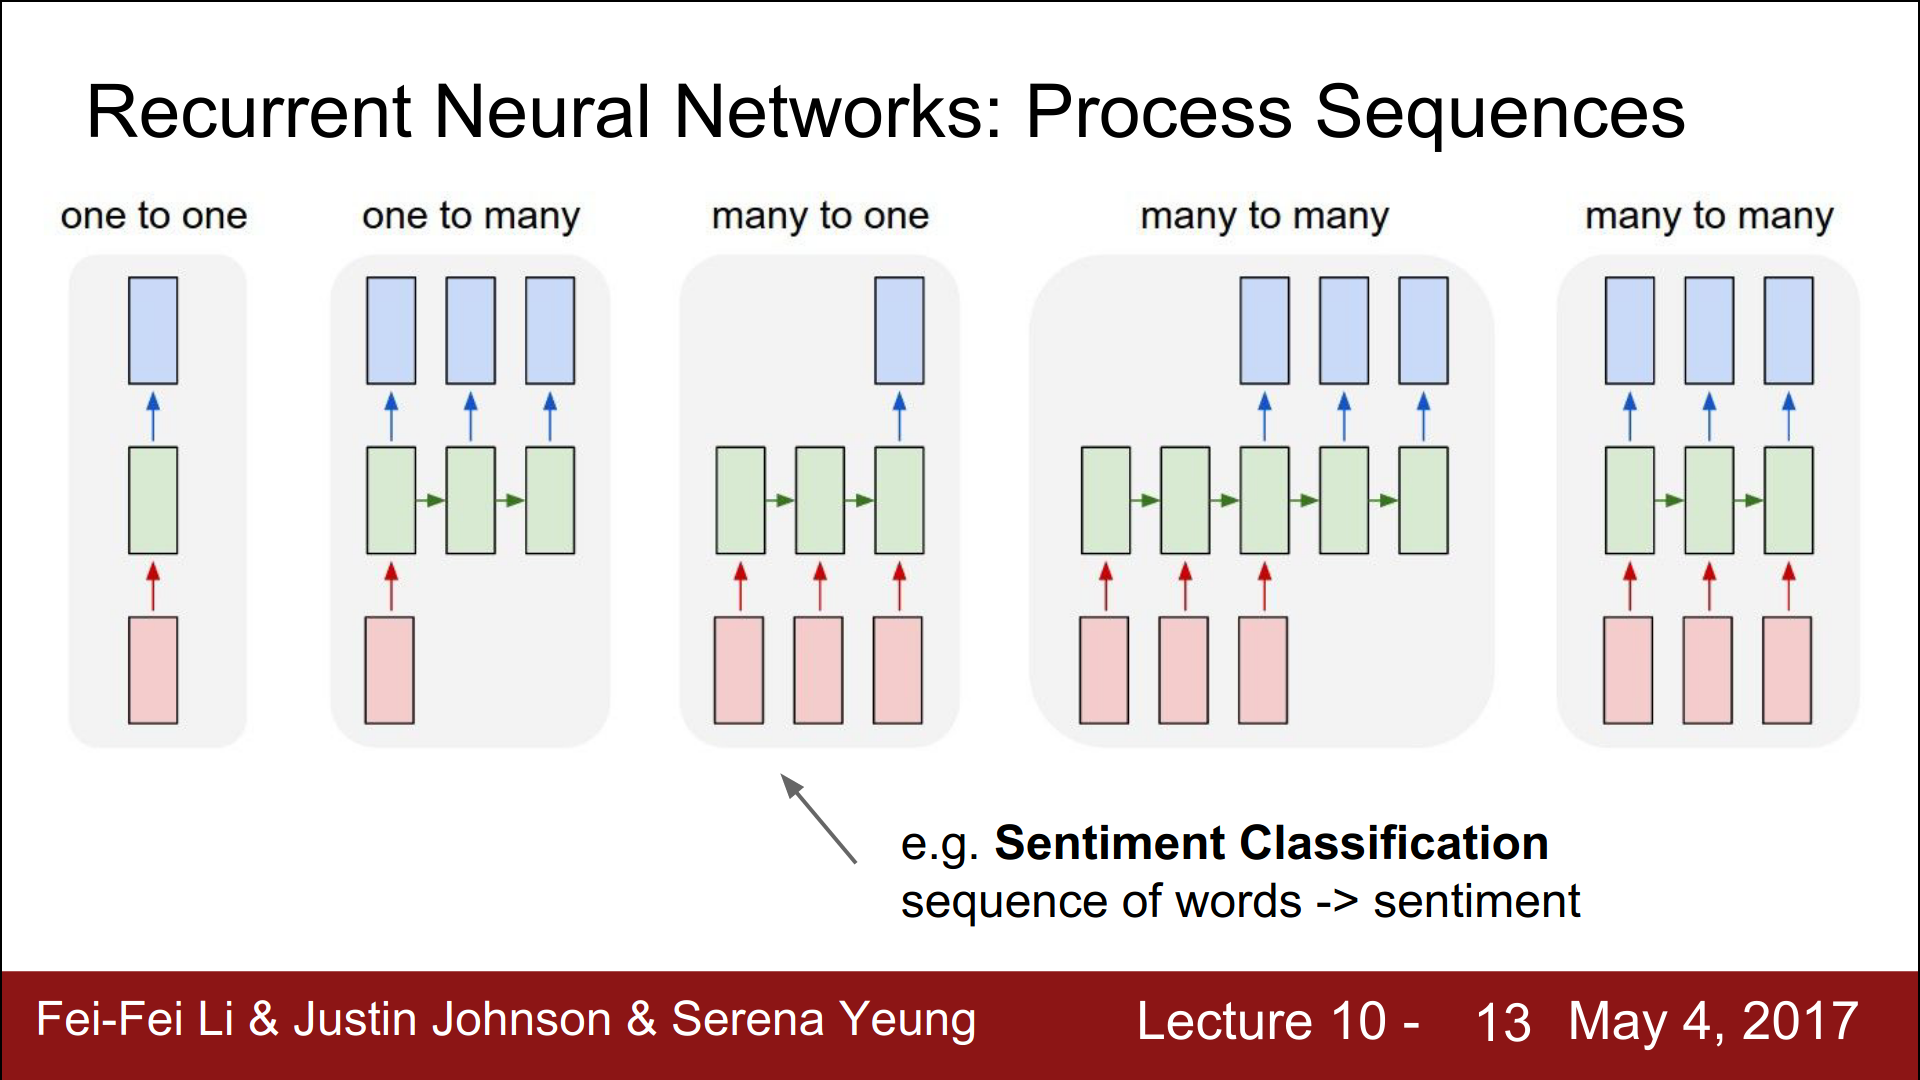 Recurrent Neural Networks: Process Sequences
one to one
one to many
many to one
many to many
many to many
e.g. Sentiment Classification
sequence of words -> sentiment
Fei-Fei Li & Justin Johnson & Serena Yeung
Lecture 10 - 13 May 4, 2017